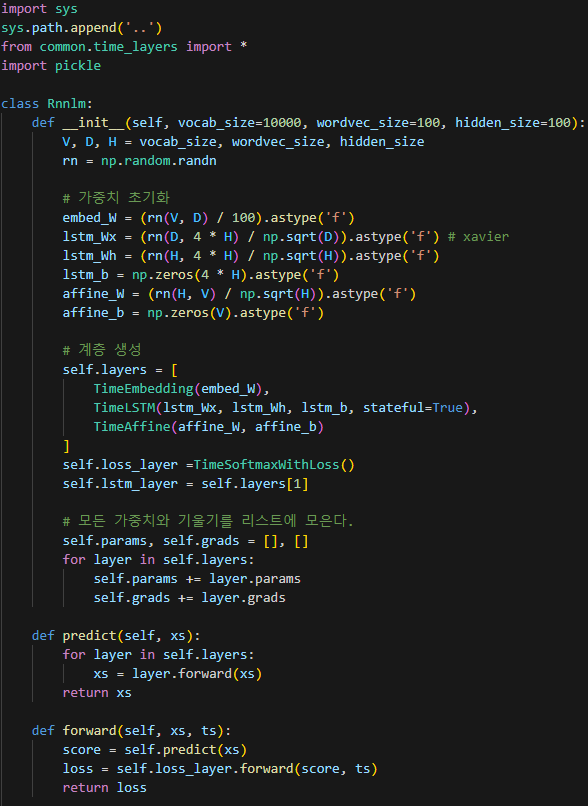 import sys
sys.path.append('..')
from common.time_layers import *
import pickle

class Rnnlm:
    def __init__(self, vocab_size=10000, wordvec_size=100, hidden_size=100):
        V, D, H = vocab_size, wordvec_size, hidden_size
        rn = np.random.randn

        # 가중치 초기화
        embed_W = (rn(V, D) / 100).astype('f')
        lstm_Wx = (rn(D, 4 * H) / np.sqrt(D)).astype('f') # xavier
        lstm_Wh = (rn(H, 4 * H) / np.sqrt(H)).astype('f')
        lstm_b = np.zeros(4 * H).astype('f')
        affine_W = (rn(H, V) / np.sqrt(H)).astype('f')
        affine_b = np.zeros(V).astype('f')

        # 계층 생성
        self.layers = [
            TimeEmbedding(embed_W),
            TimeLSTM(lstm_Wx, lstm_Wh, lstm_b, stateful=True),
            TimeAffine(affine_W, affine_b)
        ]
        self.loss_layer =TimeSoftmaxWithLoss()
        self.lstm_layer = self.layers[1]

        # 모든 가중치와 기울기를 리스트에 모은다.
        self.params, self.grads = [], []
        for layer in self.layers:
            self.params += layer.params
            self.grads += layer.grads

    def predict(self, xs):
        for layer in self.layers:
            xs = layer.forward(xs)
        return xs

    def forward(self, xs, ts):
        score = self.predict(xs)
        loss = self.loss_layer.forward(score, ts)
        return loss